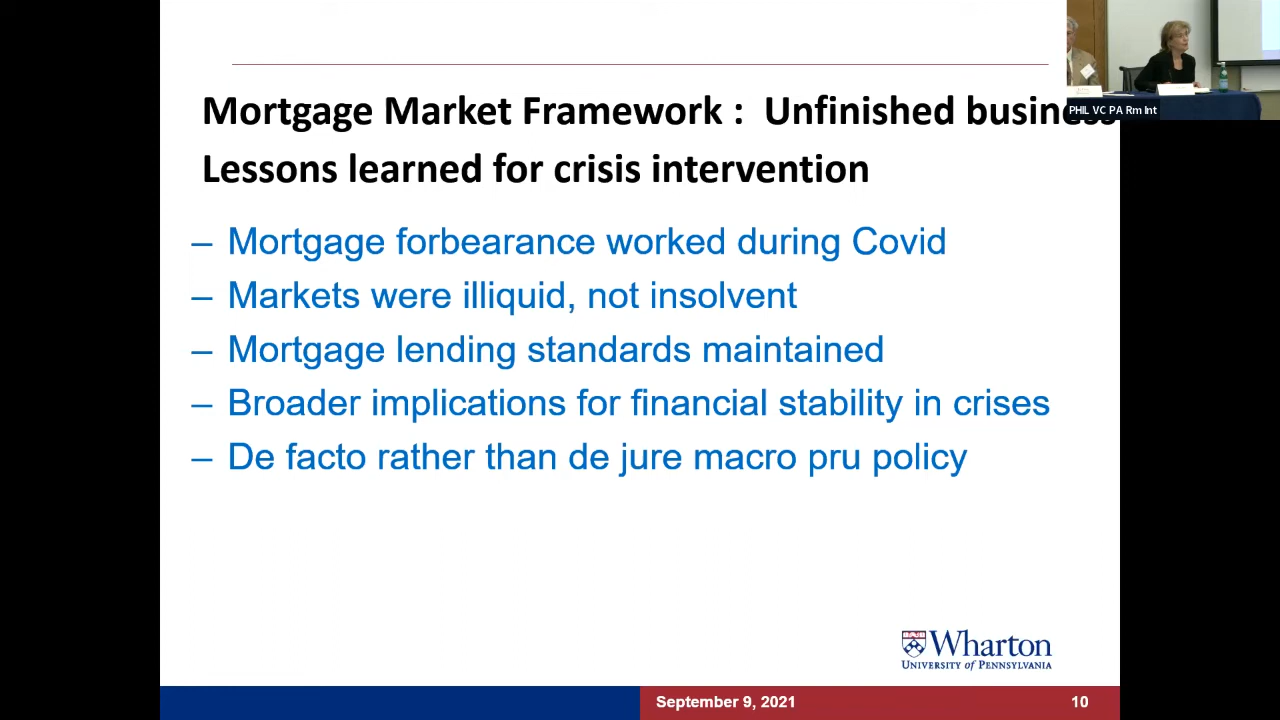 Mortgage Market Framework : Unfinished business
PHIL VC PA Rm Int
Lessons learned for crisis intervention
– Mortgage forbearance worked during Covid
– Markets were illiquid, not insolvent
– Mortgage lending standards maintained
– Broader implications for financial stability in crises
– De facto rather than de jure macro pru policy
Wharton
UNIVERSITY of PENNSYLVANIA
September 9, 2021
10